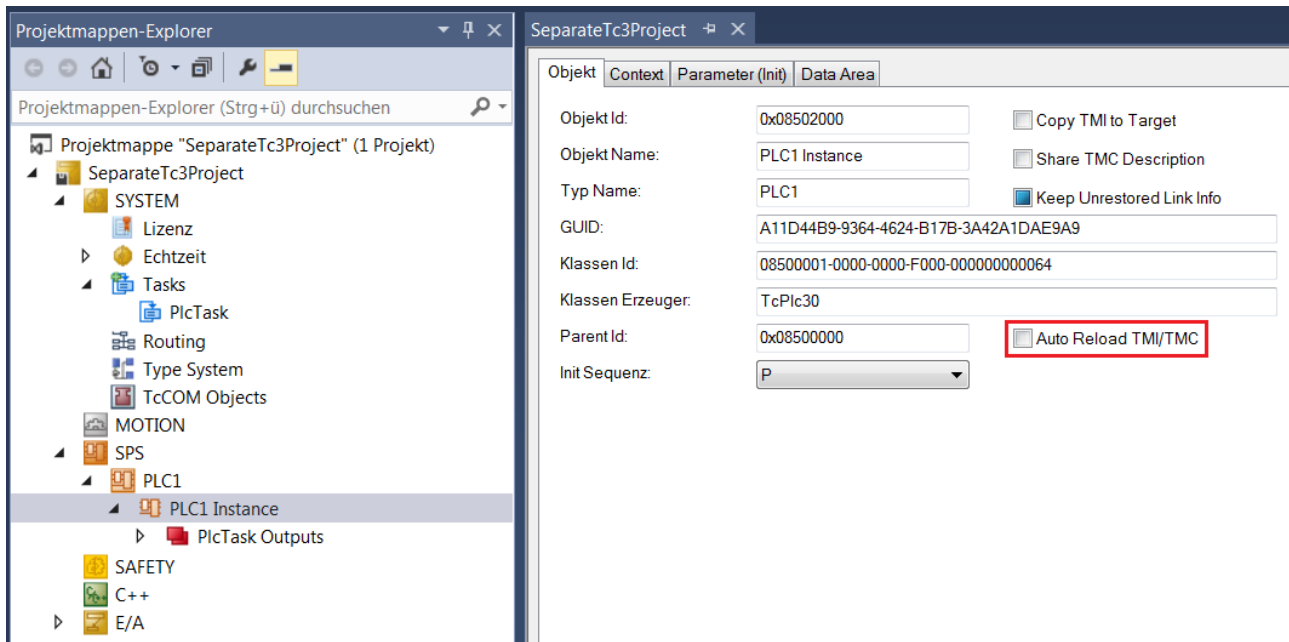 Projektmappen-Explorer
Projektmappen-Explorer (Strg+ü) durchsuchen
Projektmappe "SeparateTc3Project" (1 Projekt)
SeparateTc3Project
SYSTEM
Lizenz
Echtzeit
Tasks
PlcTask
Routing
Type System
TcCOM Objects
MOTION
SPS
PLC1
PLC1 Instance
PlcTask Outputs
SAFETY
C++
E/A
SeparateTc3Project
Objekt Context Parameter (Init) Data Area
Objekt Id: 0x08502000 Copy TMI to Target
Objekt Name: PLC1 Instance Share TMC Description
Typ Name: PLC1 Keep Unrestored Link Info
GUID: A11D44B9-9364-4624-B17B-3A42A1DAE9A9
Klassen Id: 08500001-0000-0000-F000-000000000064
Klassen Erzeuger: TcPlc30
Parent Id: 0x08500000 Auto Reload TMI/TMC
Init Sequenz: P